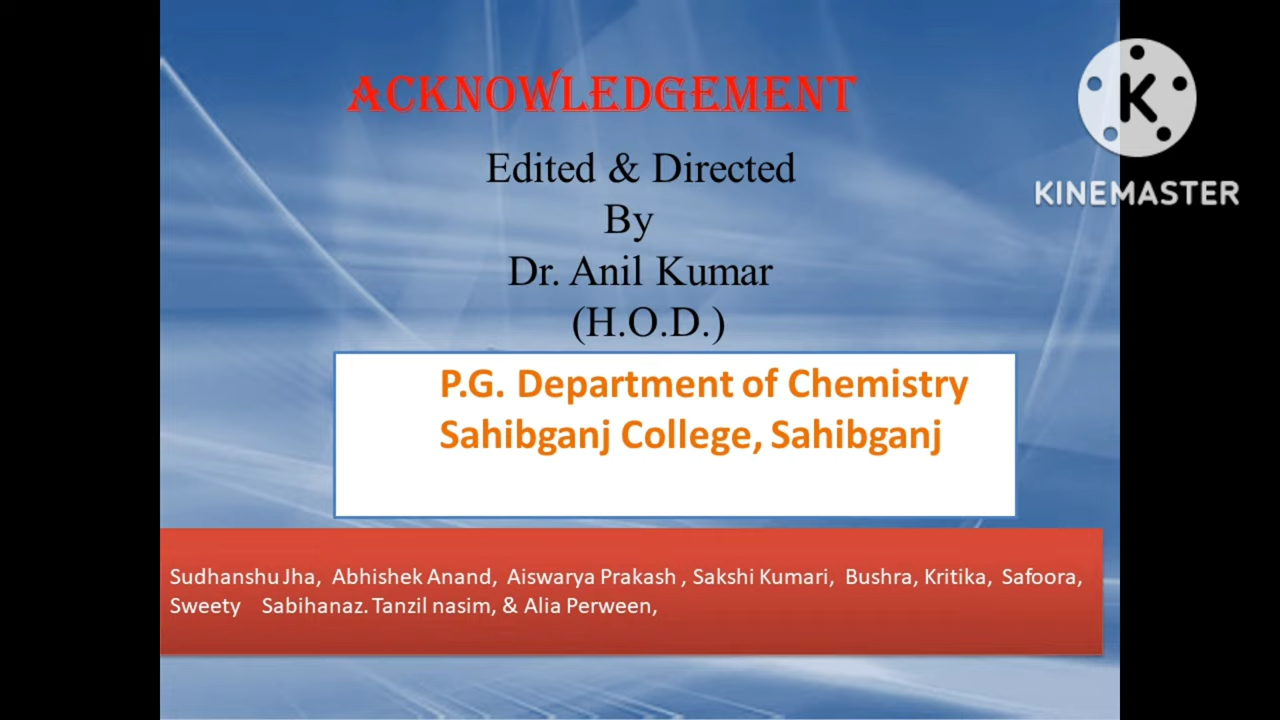 ACKNOWLEDGEMENT
Edited & Directed
By
Dr. Anil Kumar
(H.O.D.)
P.G. Department of Chemistry
Sahibganj College, Sahibganj
Sudhanshu Jha, Abhishek Anand, Aiswarya Prakash , Sakshi Kumari, Bushra, Kritika, Safoora,
Sweety Sabihanaz. Tanzil nasim, & Alia Perween,
K
KINEMASTER